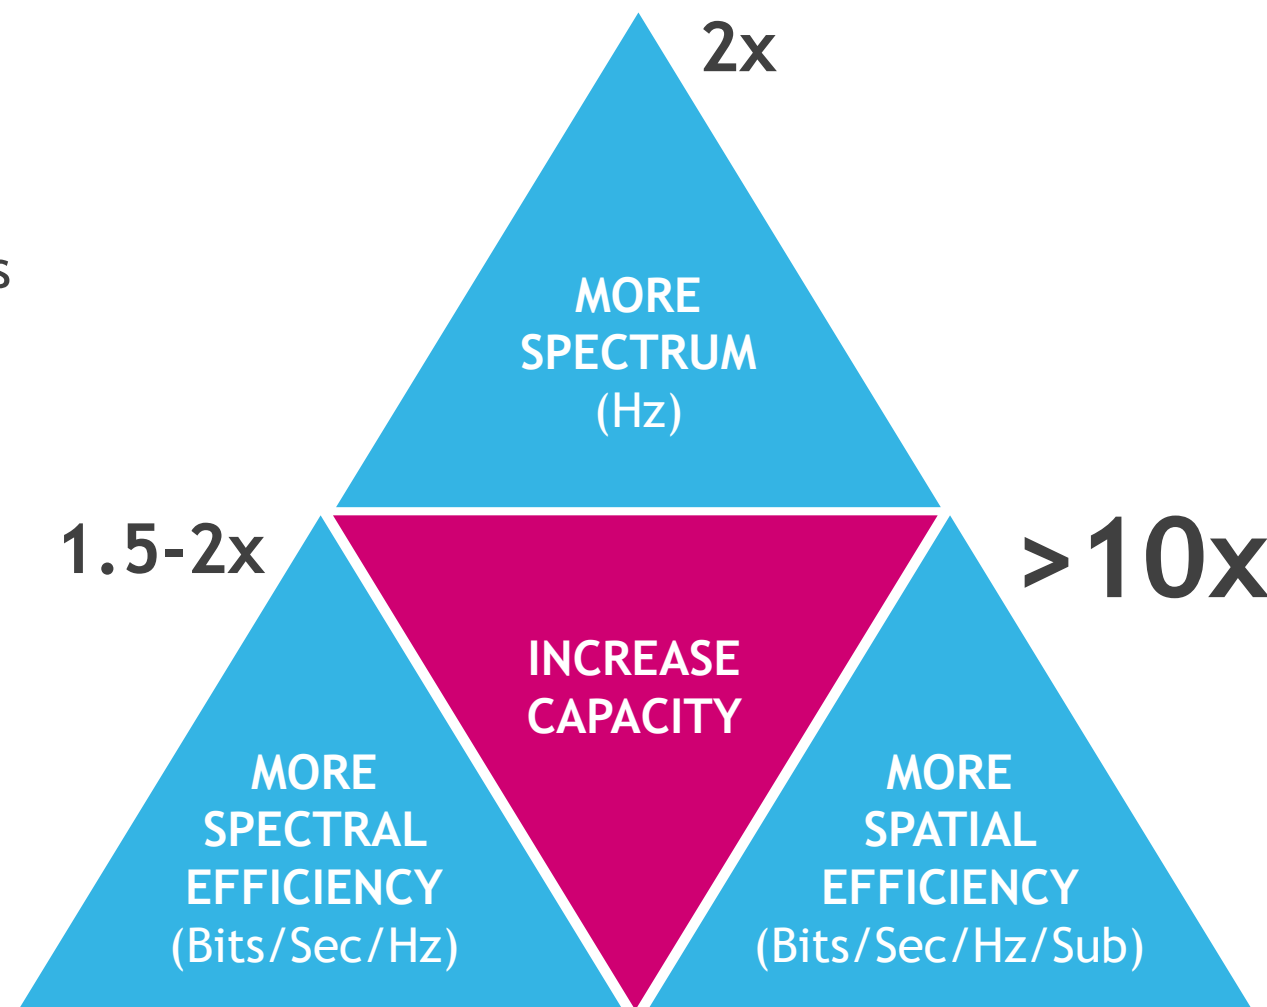 2x
s
MORE
SPECTRUM
(Hz)
1.5-2x
>10x
INCREASE
CAPACITY
MORE
SPECTRAL
EFFICIENCY
(Bits/Sec/Hz)
MORE
SPATIAL
EFFICIENCY
(Bits/Sec/Hz/Sub)